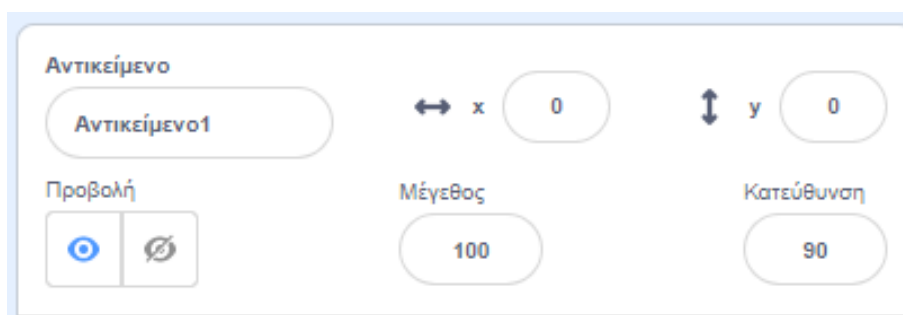 Αντικείμενο
Αντικείμενο1
x 0
y 0
Προβολή
Μέγεθος
Κατεύθυνση
100
90